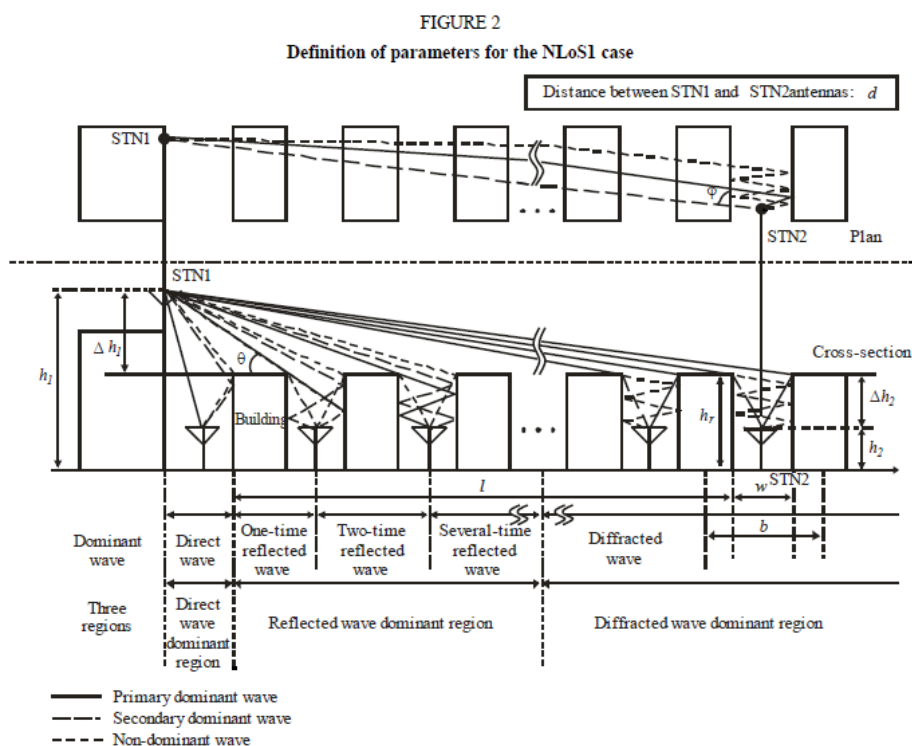 FIGURE 2
Definition of parameters for the NLoS1 case
Distance between STN1 and STN2antennas: d
STN1
φ
STN2
Plan
STN1
Δ h1
h1
θ
Building
Cross-section
hr
Δh2
h2
STN2
l
w
b
Dominant
wave
Direct
wave
One-time
reflected
wave
Two-time
reflected
wave
Several-time
reflected
wave
Diffracted
wave
Three
regions
Direct
wave
dominant
region
Reflected wave dominant region
Diffracted wave dominant region
Primary dominant wave
Secondary dominant wave
Non-dominant wave